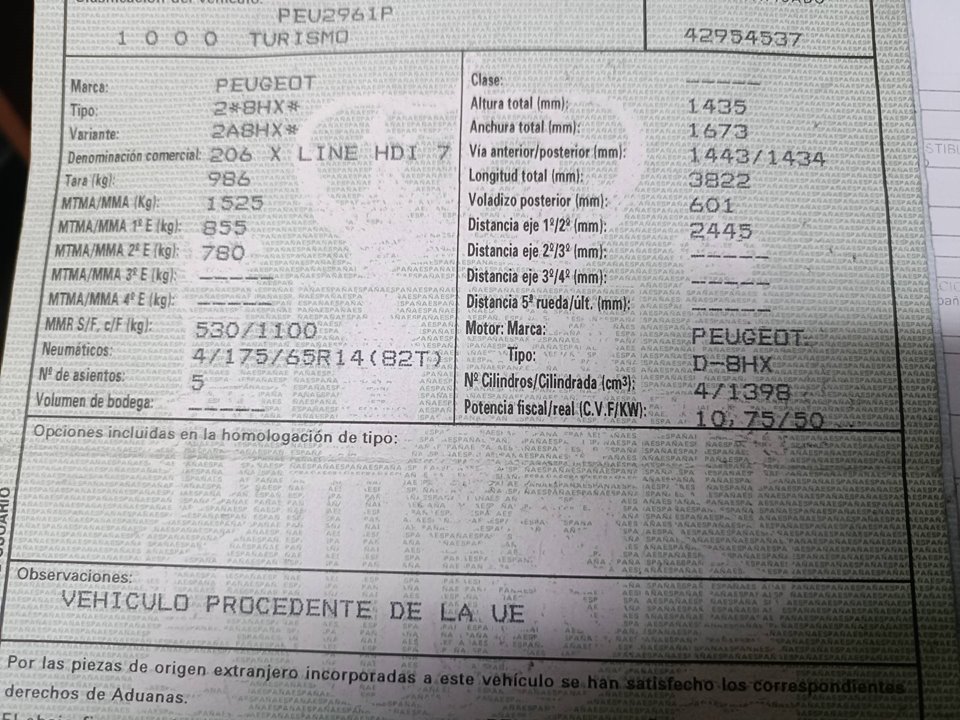 Clasificación del vehículo:
PEU2961P
1000 TURISMO
42954537
Marca: PEUGEOT
Tipo: 2*8HX*
Variante: 2A8HX*
Denominación comercial: 206 X LINE HDI 7
Tara (kg): 986
MTMA/MMA (Kg): 1525
MTMA/MMA 1º E (kg): 855
MTMA/MMA 2º E (kg): 780
MTMA/MMA 3º E (kg): -----
MTMA/MMA 4º E (kg): -----
MMR S/F, c/F (kg): 530/1100
Neumáticos: 4/175/65R14(82T)
Nº de asientos: 5
Volumen de bodega: -----
Clase: -----
Altura total (mm): 1435
Anchura total (mm): 1673
Vía anterior/posterior (mm): 1443/1434
Longitud total (mm): 3822
Voladizo posterior (mm): 601
Distancia eje 1º/2º (mm): 2445
Distancia eje 2º/3º (mm): -----
Distancia eje 3º/4º (mm): -----
Distancia 5ª rueda/últ. (mm): -----
Motor: Marca: PEUGEOT
Tipo: D-8HX
Nº Cilindros/Cilindrada (cm³): 4/1398
Potencia fiscal/real (C.V.F/KW): 10,75/50
Opciones incluidas en la homologación de tipo:
Observaciones:
VEHICULO PROCEDENTE DE LA UE
Por las piezas de origen extranjero incorporadas a este vehículo se han satisfecho los correspondientes
derechos de Aduanas.